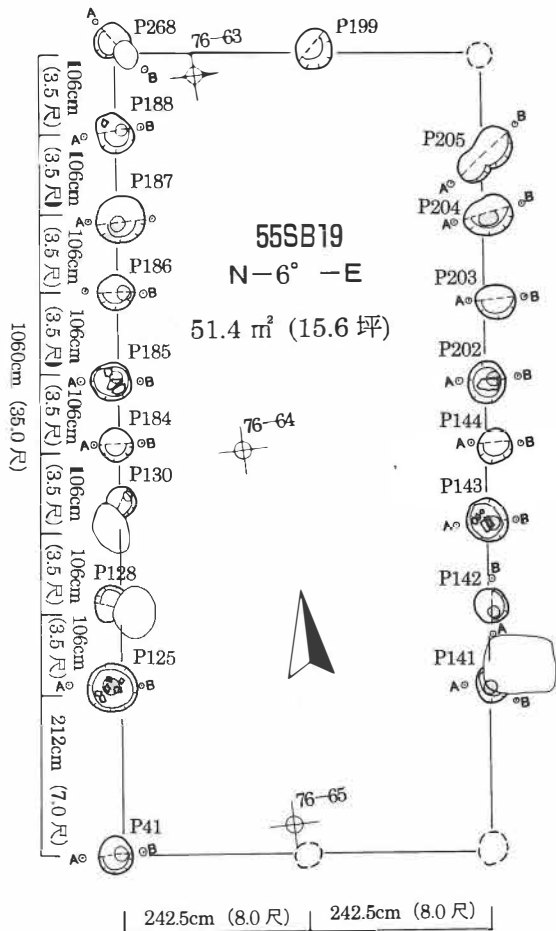 A P268 76-63 P199
B
106cm (3.5 尺)
P188 A B
B P205 A
106cm (3.5 尺)
P187 A
B P204 A
55SB19
N-6° -E
51.4 ㎡ (15.6 坪)
106cm (3.5 尺)
P186 B
P203 A
106cm (3.5 尺)
P185 A B
P202 A B
1060cm (35.0 尺)
106cm (3.5 尺)
P184 A B
76-64
P144 A B
106cm (3.5 尺)
P130
P143 A B
106cm (3.5 尺)
P128
B P142 A
106cm (3.5 尺)
P125 A B
P141 A B
212cm (7.0 尺)
76-65
P41 A B
242.5cm (8.0 尺) 242.5cm (8.0 尺)